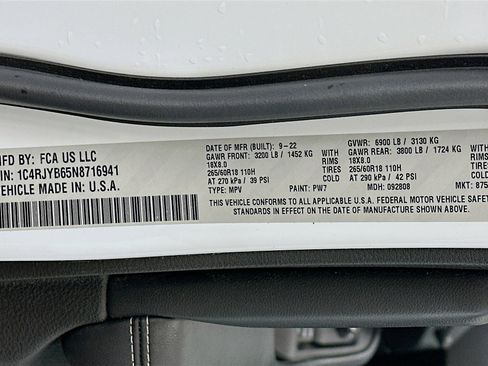 MFD BY: FCA US LLC
VIN: 1C4RJYB65N8716941
VEHICLE MADE IN U.S.A.
DATE OF MFR (BUILT): 9-22
GAWR FRONT: 3200 LB / 1452 KG WITH
18X8.0 RIMS
265/60R18 110H TIRES
AT 270 kPa / 39 PSI COLD
TYPE: MPV PAINT: PW7
GVWR: 6900 LB / 3130 KG
GAWR REAR: 3800 LB / 1724 KG WITH
18X8.0 RIMS
265/60R18 110H TIRES
AT 290 kPa / 42 PSI COLD
MDH: 092808 MKT: 875
THIS VEHICLE CONFORMS TO ALL APPLICABLE U.S.A. FEDERAL MOTOR VEHICLE SAFE
IN EFFECT ON THE DATE OF MANUFACTURE SHOWN ABOVE.